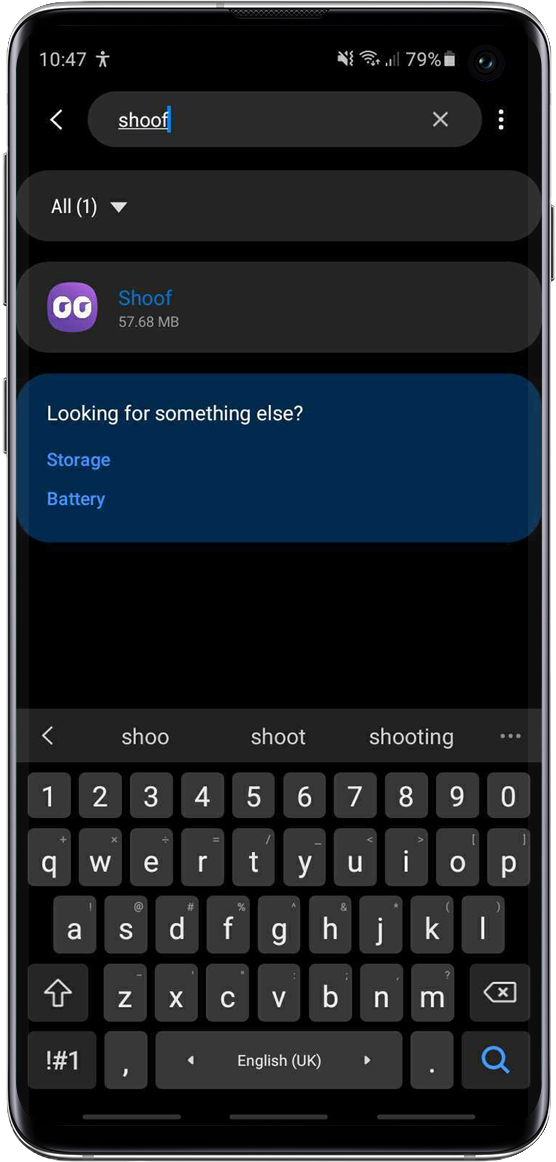 10:47 79%
shoof
All (1)
Shoof
57.68 MB
Looking for something else?
Storage
Battery
shoo shoot shooting
1 2 3 4 5 6 7 8 9 0
+ × ÷ = / _ < > [ ]
q w e r t y u i o p
! @ # % ^ & * ( )
a s d f g h j k l
- ' " : ; , ?
z x c v b n m
!#1 , English (UK) .